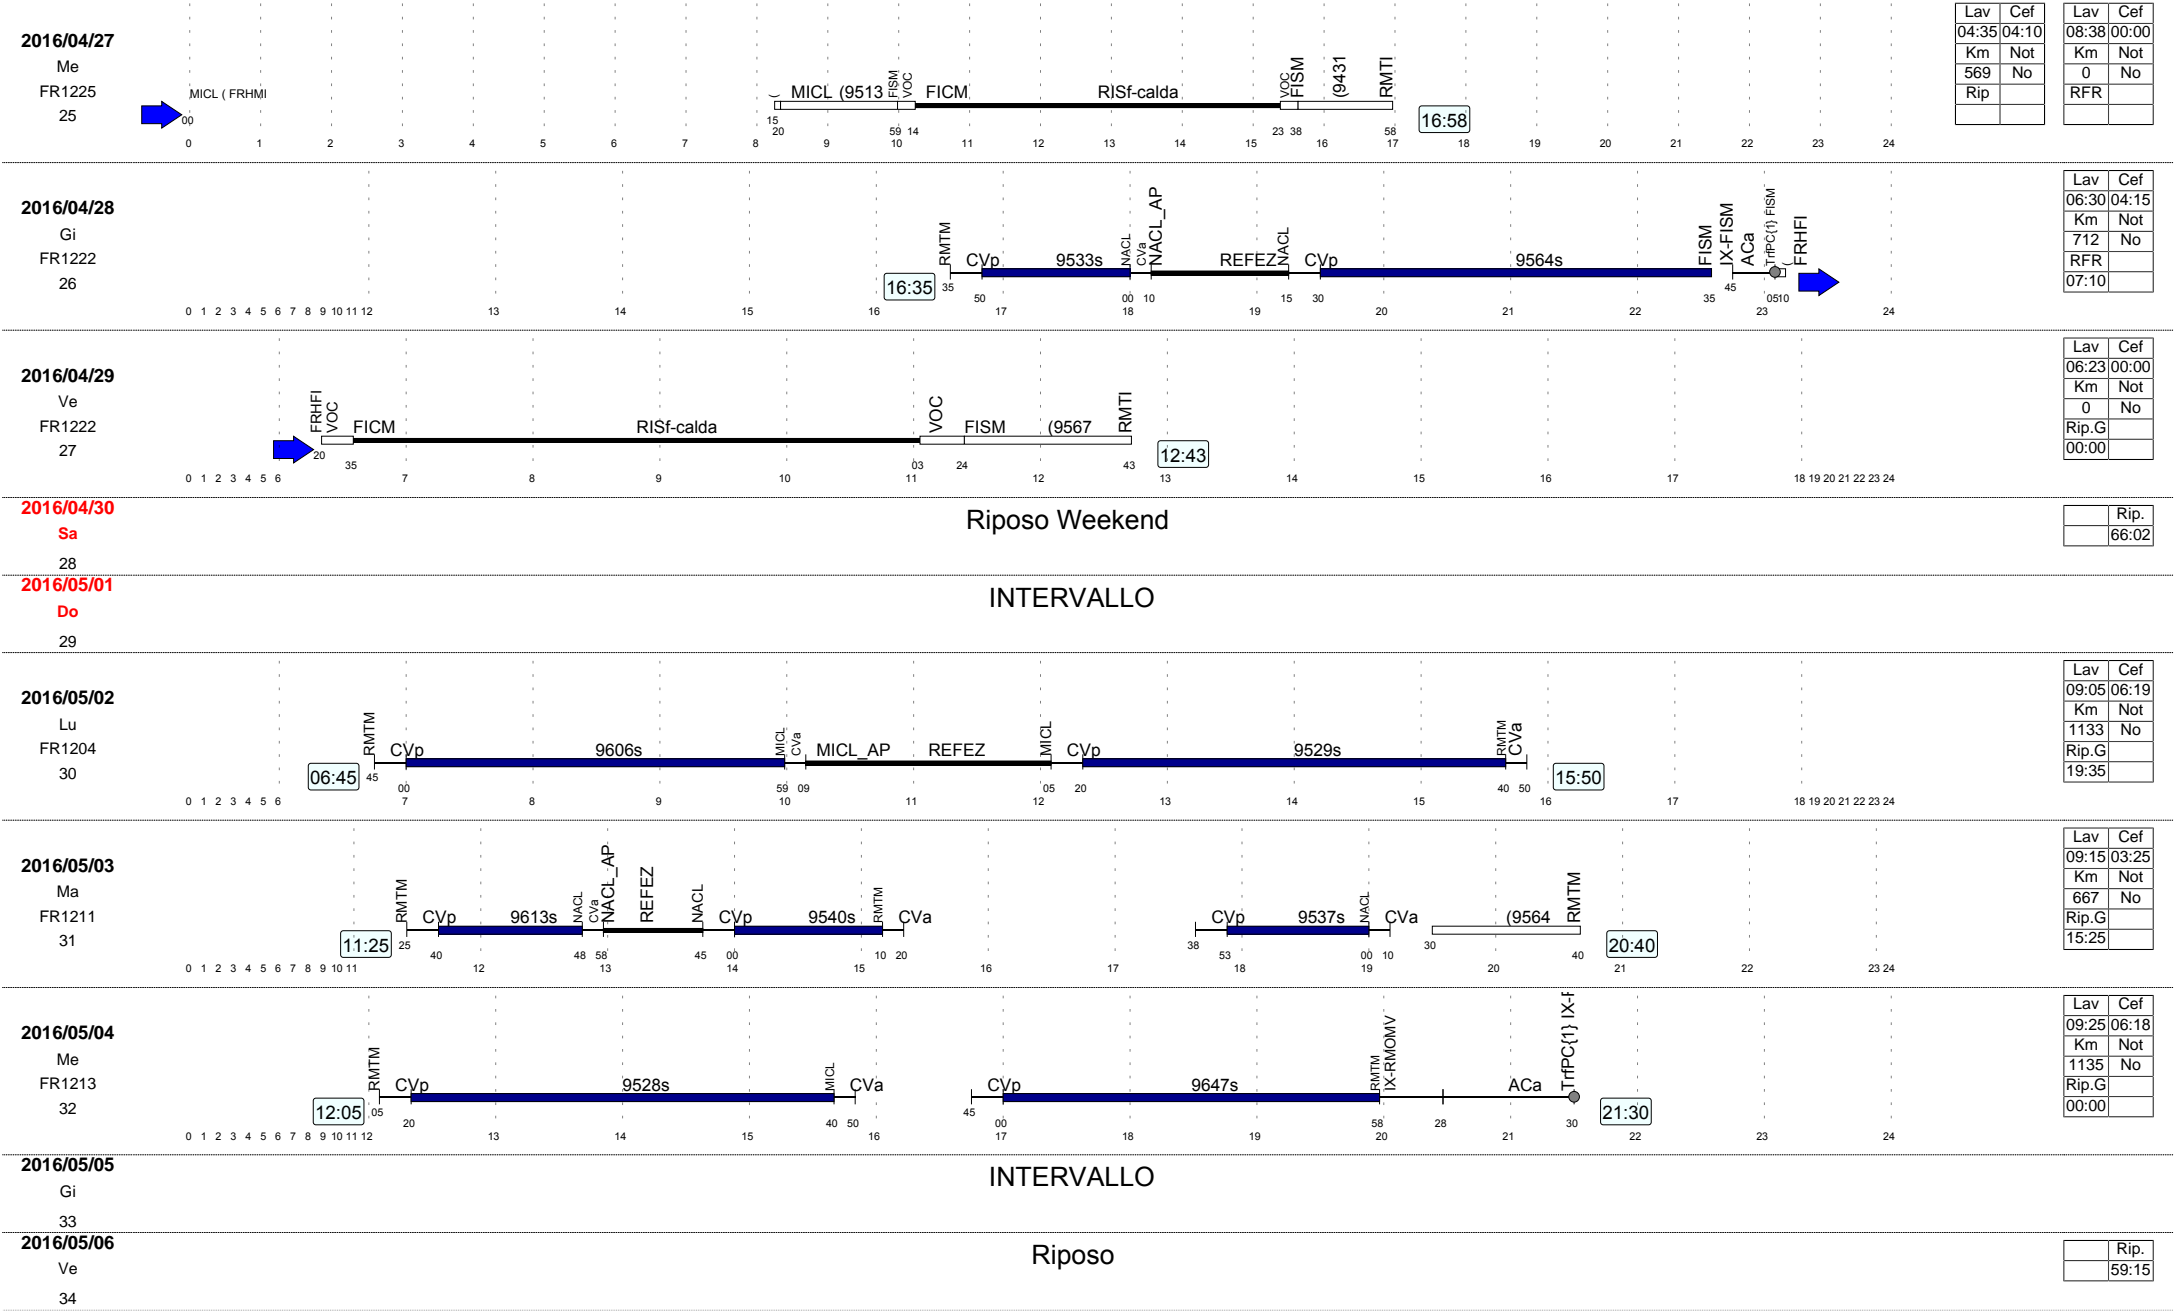 2016/04/27
Me
FR1225
25
MICL ( FRHMI
00
( MICL (9513 FISM VOC FICM RISf-calda VOC FISM (9431 RMTI
15 20 59 14 23 38 58
16:58
0 1 2 3 4 5 6 7 8 9 10 11 12 13 14 15 16 17 18 19 20 21 22 23 24
Lav Cef Lav Cef
04:35 04:10 08:38 00:00
Km Not Km Not
569 No 0 No
Rip RFR
2016/04/28
Gi
FR1222
26
16:35
RMTM CVp 9533s NACL CVa NACL_AP REFEZ NACL CVp 9564s FISM IX-FISM ACa TrfPC{1} FISM ( FRHFI
35 50 00 10 15 30 35 45 05 10
0 1 2 3 4 5 6 7 8 9 10 11 12 13 14 15 16 17 18 19 20 21 22 23 24
Lav Cef
06:30 04:15
Km Not
712 No
RFR
07:10
2016/04/29
Ve
FR1222
27
FRHFI VOC FICM RISf-calda VOC FISM (9567 RMTI
20 35 03 24 43
12:43
0 1 2 3 4 5 6 7 8 9 10 11 12 13 14 15 16 17 18 19 20 21 22 23 24
Lav Cef
06:23 00:00
Km Not
0 No
Rip.G
00:00
2016/04/30
Sa
28
Riposo Weekend
Rip.
66:02
2016/05/01
Do
29
INTERVALLO
2016/05/02
Lu
FR1204
30
06:45
RMTM CVp 9606s MICL CVa MICL_AP REFEZ MICL CVp 9529s RMTM CVa
45 00 59 09 05 20 40 50
15:50
0 1 2 3 4 5 6 7 8 9 10 11 12 13 14 15 16 17 18 19 20 21 22 23 24
Lav Cef
09:05 06:19
Km Not
1133 No
Rip.G
19:35
2016/05/03
Ma
FR1211
31
11:25
RMTM CVp 9613s NACL CVa NACL_AP REFEZ NACL CVp 9540s RMTM CVa CVp 9537s NACL CVa (9564 RMTM
25 40 48 58 45 00 10 20 38 53 00 10 30 40
20:40
0 1 2 3 4 5 6 7 8 9 10 11 12 13 14 15 16 17 18 19 20 21 22 23 24
Lav Cef
09:15 03:25
Km Not
667 No
Rip.G
15:25
2016/05/04
Me
FR1213
32
12:05
RMTM CVp 9528s MICL CVa CVp 9647s RMTM IX-RMOMV ACa TrfPC{1}
05 20 40 50 45 00 58 28 30
21:30
0 1 2 3 4 5 6 7 8 9 10 11 12 13 14 15 16 17 18 19 20 21 22 23 24
Lav Cef
09:25 06:18
Km Not
1135 No
Rip.G
00:00
2016/05/05
Gi
33
INTERVALLO
2016/05/06
Ve
34
Riposo
Rip.
59:15